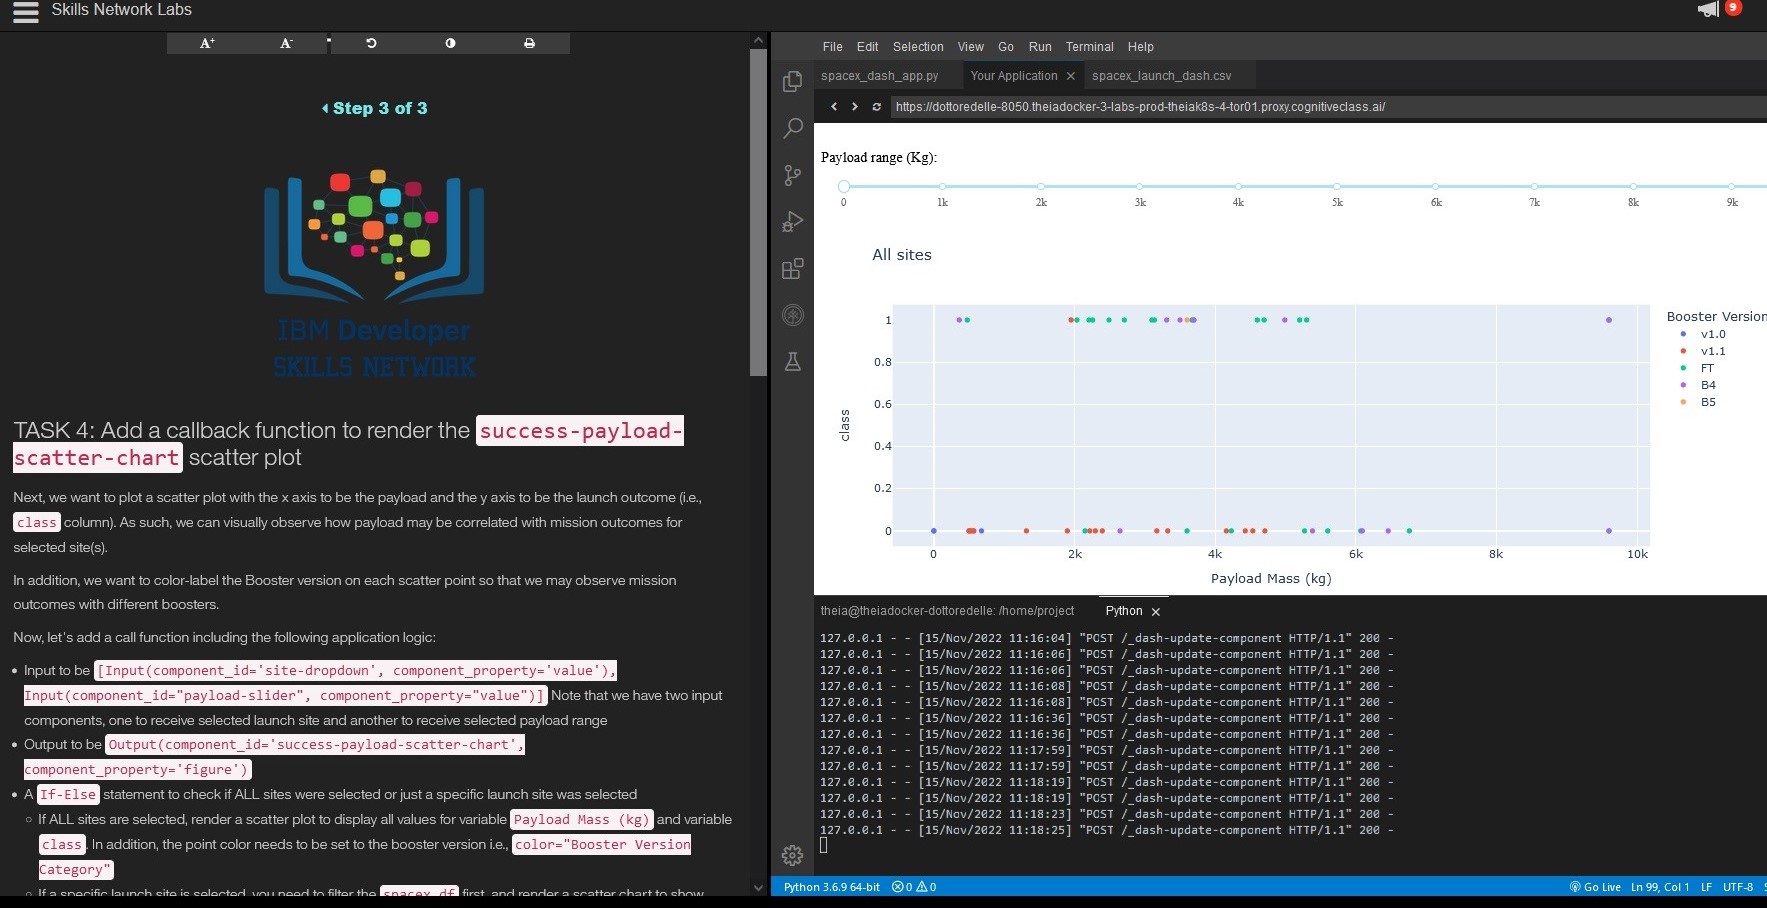 Skills Network Labs
9
A+ A-
Step 3 of 3
IBM Developer
SKILLS NETWORK
TASK 4: Add a callback function to render the success-payload-
scatter-chart scatter plot
Next, we want to plot a scatter plot with the x axis to be the payload and the y axis to be the launch outcome (i.e.,
class column). As such, we can visually observe how payload may be correlated with mission outcomes for
selected site(s).
In addition, we want to color-label the Booster version on each scatter point so that we may observe mission
outcomes with different boosters.
Now, let's add a call function including the following application logic:
• Input to be [Input(component_id='site-dropdown', component_property='value'),
Input(component_id="payload-slider", component_property="value")] Note that we have two input
components, one to receive selected launch site and another to receive selected payload range
• Output to be Output(component_id='success-payload-scatter-chart',
component_property='figure')
• A If-Else statement to check if ALL sites were selected or just a specific launch site was selected
◦ If ALL sites are selected, render a scatter plot to display all values for variable Payload Mass (kg) and variable
class. In addition, the point color needs to be set to the booster version i.e., color="Booster Version
Category"
◦ If a specific launch site is selected, you need to filter the spacex_df first, and render a scatter chart to show
File Edit Selection View Go Run Terminal Help
spacex_dash_app.py Your Application × spacex_launch_dash.csv
https://dottoredelle-8050.theiadocker-3-labs-prod-theiak8s-4-tor01.proxy.cognitiveclass.ai/
Payload range (Kg):
0 1k 2k 3k 4k 5k 6k 7k 8k 9k
All sites
1
0.8
0.6
0.4
0.2
0
class
0 2k 4k 6k 8k 10k
Payload Mass (kg)
Booster Version
v1.0
v1.1
FT
B4
B5
theia@theiadocker-dottoredelle: /home/project Python ×
127.0.0.1 - - [15/Nov/2022 11:16:04] "POST /_dash-update-component HTTP/1.1" 200 -
127.0.0.1 - - [15/Nov/2022 11:16:06] "POST /_dash-update-component HTTP/1.1" 200 -
127.0.0.1 - - [15/Nov/2022 11:16:06] "POST /_dash-update-component HTTP/1.1" 200 -
127.0.0.1 - - [15/Nov/2022 11:16:08] "POST /_dash-update-component HTTP/1.1" 200 -
127.0.0.1 - - [15/Nov/2022 11:16:08] "POST /_dash-update-component HTTP/1.1" 200 -
127.0.0.1 - - [15/Nov/2022 11:16:36] "POST /_dash-update-component HTTP/1.1" 200 -
127.0.0.1 - - [15/Nov/2022 11:16:36] "POST /_dash-update-component HTTP/1.1" 200 -
127.0.0.1 - - [15/Nov/2022 11:17:59] "POST /_dash-update-component HTTP/1.1" 200 -
127.0.0.1 - - [15/Nov/2022 11:17:59] "POST /_dash-update-component HTTP/1.1" 200 -
127.0.0.1 - - [15/Nov/2022 11:18:19] "POST /_dash-update-component HTTP/1.1" 200 -
127.0.0.1 - - [15/Nov/2022 11:18:19] "POST /_dash-update-component HTTP/1.1" 200 -
127.0.0.1 - - [15/Nov/2022 11:18:23] "POST /_dash-update-component HTTP/1.1" 200 -
127.0.0.1 - - [15/Nov/2022 11:18:25] "POST /_dash-update-component HTTP/1.1" 200 -
Python 3.6.9 64-bit 0 0 Go Live Ln 99, Col 1 LF UTF-8